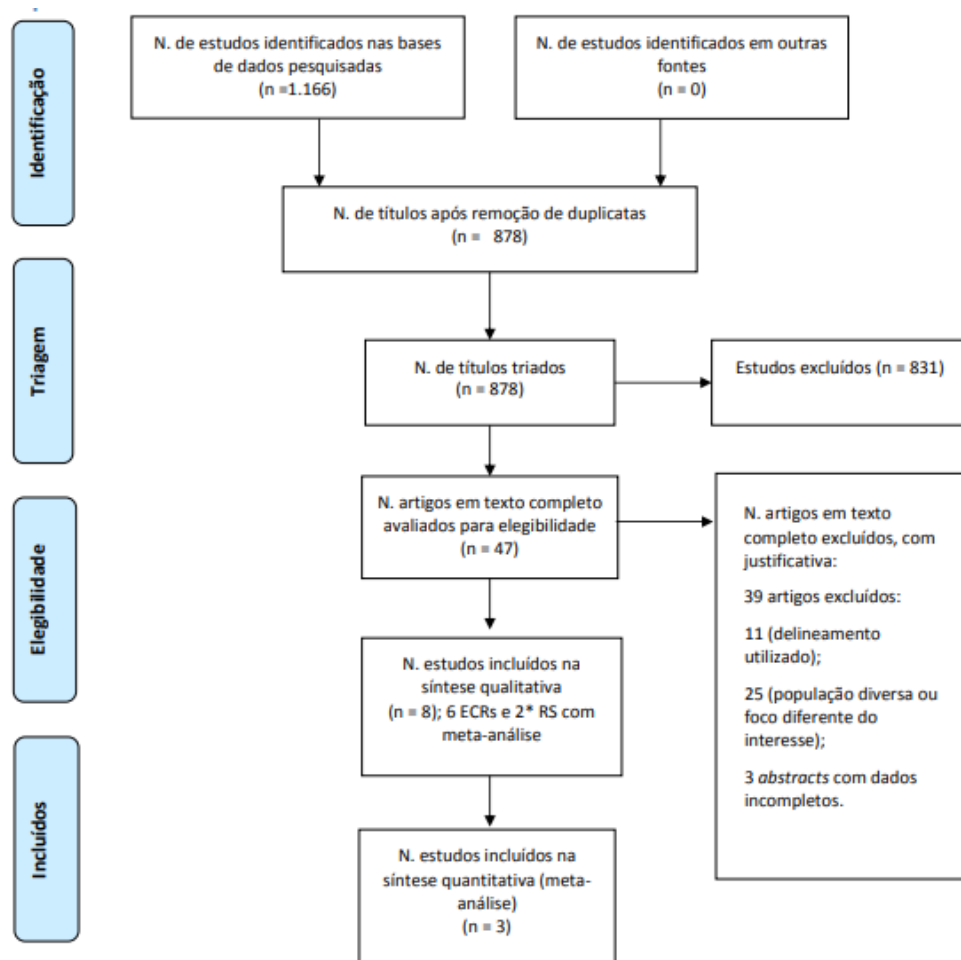 Identificação
N. de estudos identificados nas bases
de dados pesquisadas
(n =1.166)
N. de estudos identificados em outras
fontes
(n = 0)
N. de títulos após remoção de duplicatas
(n = 878)
Triagem
N. de títulos triados
(n = 878)
Estudos excluídos (n = 831)
Elegibilidade
N. artigos em texto completo
avaliados para elegibilidade
(n = 47)
N. artigos em texto
completo excluídos, com
justificativa:
39 artigos excluídos:
11 (delineamento
utilizado);
25 (população diversa ou
foco diferente do
interesse);
3 abstracts com dados
incompletos.
N. estudos incluídos na
síntese qualitativa
(n = 8); 6 ECRs e 2* RS com
meta-análise
Incluídos
N. estudos incluídos na
síntese quantitativa (meta-
análise)
(n = 3)